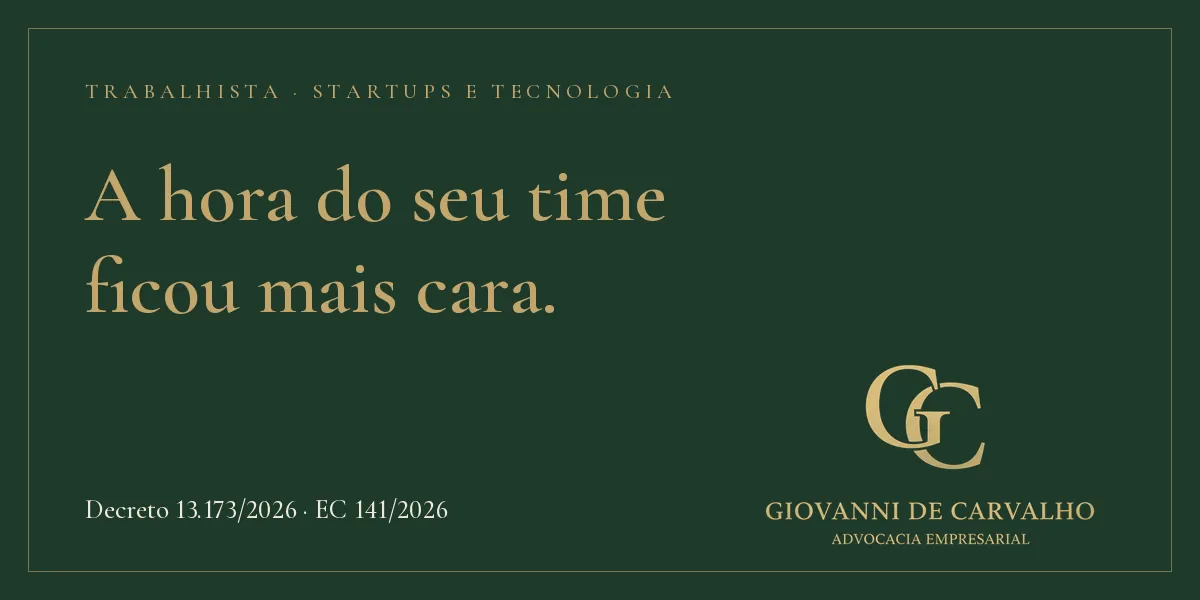 TRABALHISTA · STARTUPS E TECNOLOGIA
A hora do seu time
ficou mais cara.
Decreto 13.173/2026 · EC 141/2026
GC
GIOVANNI DE CARVALHO
ADVOCACIA EMPRESARIAL